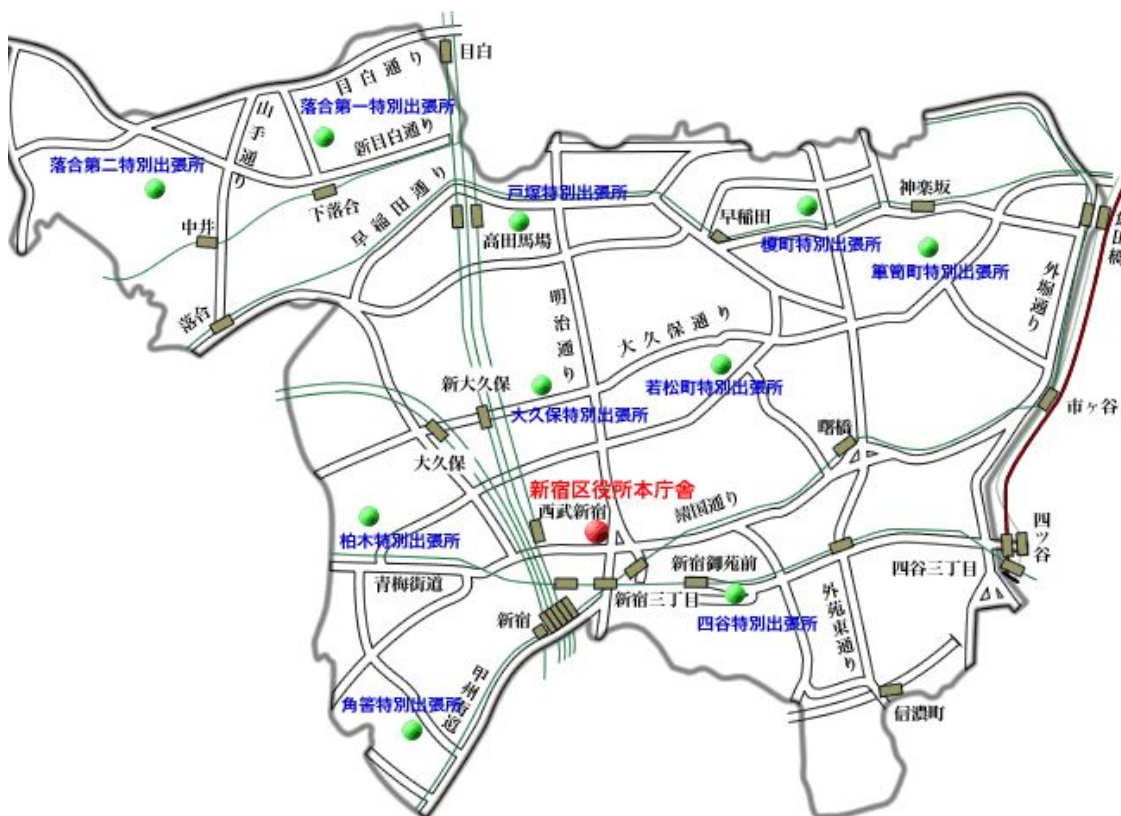 目白
目白通り
山手通り
落合第一特別出張所
新目白通り
落合第二特別出張所
下落合
中井
早稲田通り
落合
戸塚特別出張所
高田馬場
早稲田
榎町特別出張所
神楽坂
箪笥町特別出張所
飯田橋
外堀通り
明治通り
大久保通り
新大久保
大久保特別出張所
若松町特別出張所
市ヶ谷
曙橋
大久保
新宿区役所本庁舎
西武新宿
靖国通り
柏木特別出張所
青梅街道
新宿御苑前
四ツ谷
四谷三丁目
新宿三丁目
新宿
四谷特別出張所
外苑東通り
甲州街道
角筈特別出張所
信濃町